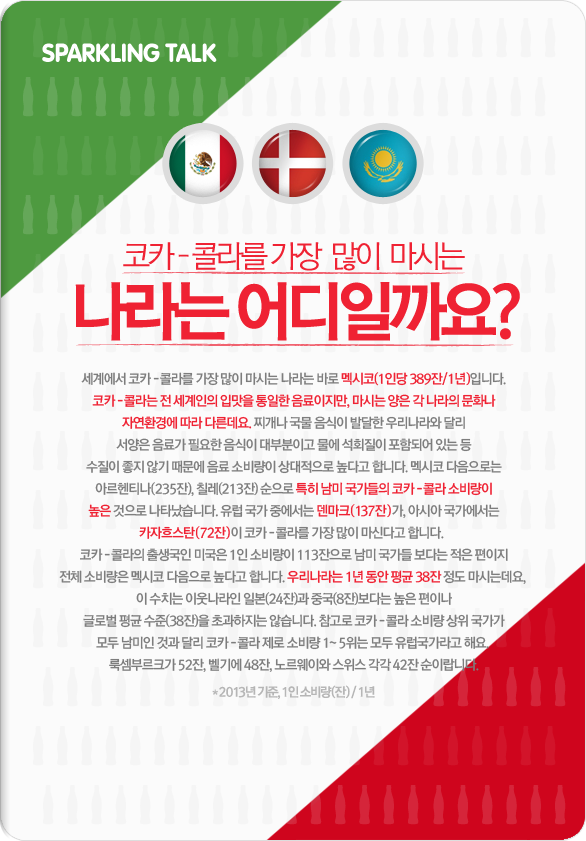 SPARKLING TALK
코카-콜라를 가장 많이 마시는
나라는 어디일까요?
세계에서 코카-콜라를 가장 많이 마시는 나라는 바로 멕시코(1인당 389잔/1년)입니다.
코카-콜라는 전 세계인의 입맛을 통일한 음료이지만, 마시는 양은 각 나라의 문화나
자연환경에 따라 다른데요. 찌개나 국물 음식이 발달한 우리나라와 달리
서양은 음료가 필요한 음식이 대부분이고 물에 석회질이 포함되어 있는 등
수질이 좋지 않기 때문에 음료 소비량이 상대적으로 높다고 합니다. 멕시코 다음으로는
아르헨티나(235잔), 칠레(213잔) 순으로 특히 남미 국가들의 코카-콜라 소비량이
높은 것으로 나타났습니다. 유럽 국가 중에서는 덴마크(137잔)가, 아시아 국가에서는
카자흐스탄(72잔)이 코카-콜라를 가장 많이 마신다고 합니다.
코카-콜라의 출생국인 미국은 1인 소비량이 113잔으로 남미 국가들 보다는 적은 편이지
전체 소비량은 멕시코 다음으로 높다고 합니다. 우리나라는 1년 동안 평균 38잔 정도 마시는데요,
이 수치는 이웃나라인 일본(24잔)과 중국(8잔)보다는 높은 편이나
글로벌 평균 수준(38잔)을 초과하지는 않습니다. 참고로 코카-콜라 소비량 상위 국가가
모두 남미인 것과 달리 코카-콜라 제로 소비량 1~5위는 모두 유럽국가라고 해요.
룩셈부르크가 52잔, 벨기에 48잔, 노르웨이와 스위스 각각 42잔 순이랍니다.
*2013년 기준, 1인 소비량(잔) / 1년